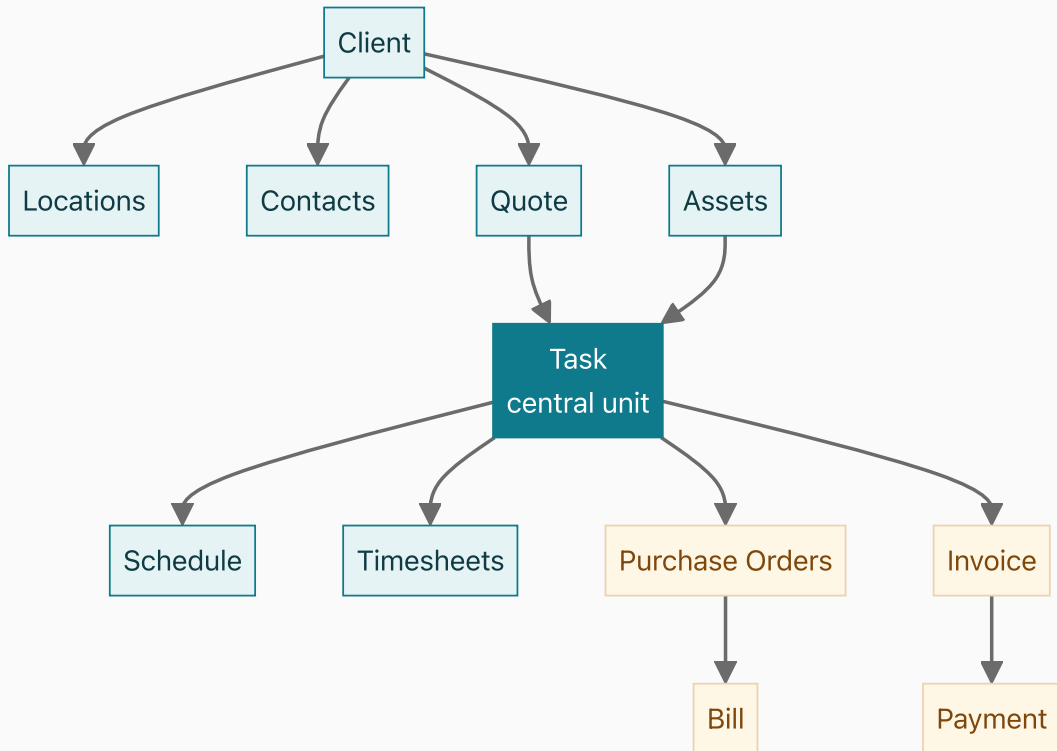 Client
Locations
Contacts
Quote
Assets
Task
central unit
Schedule
Timesheets
Purchase Orders
Invoice
Bill
Payment